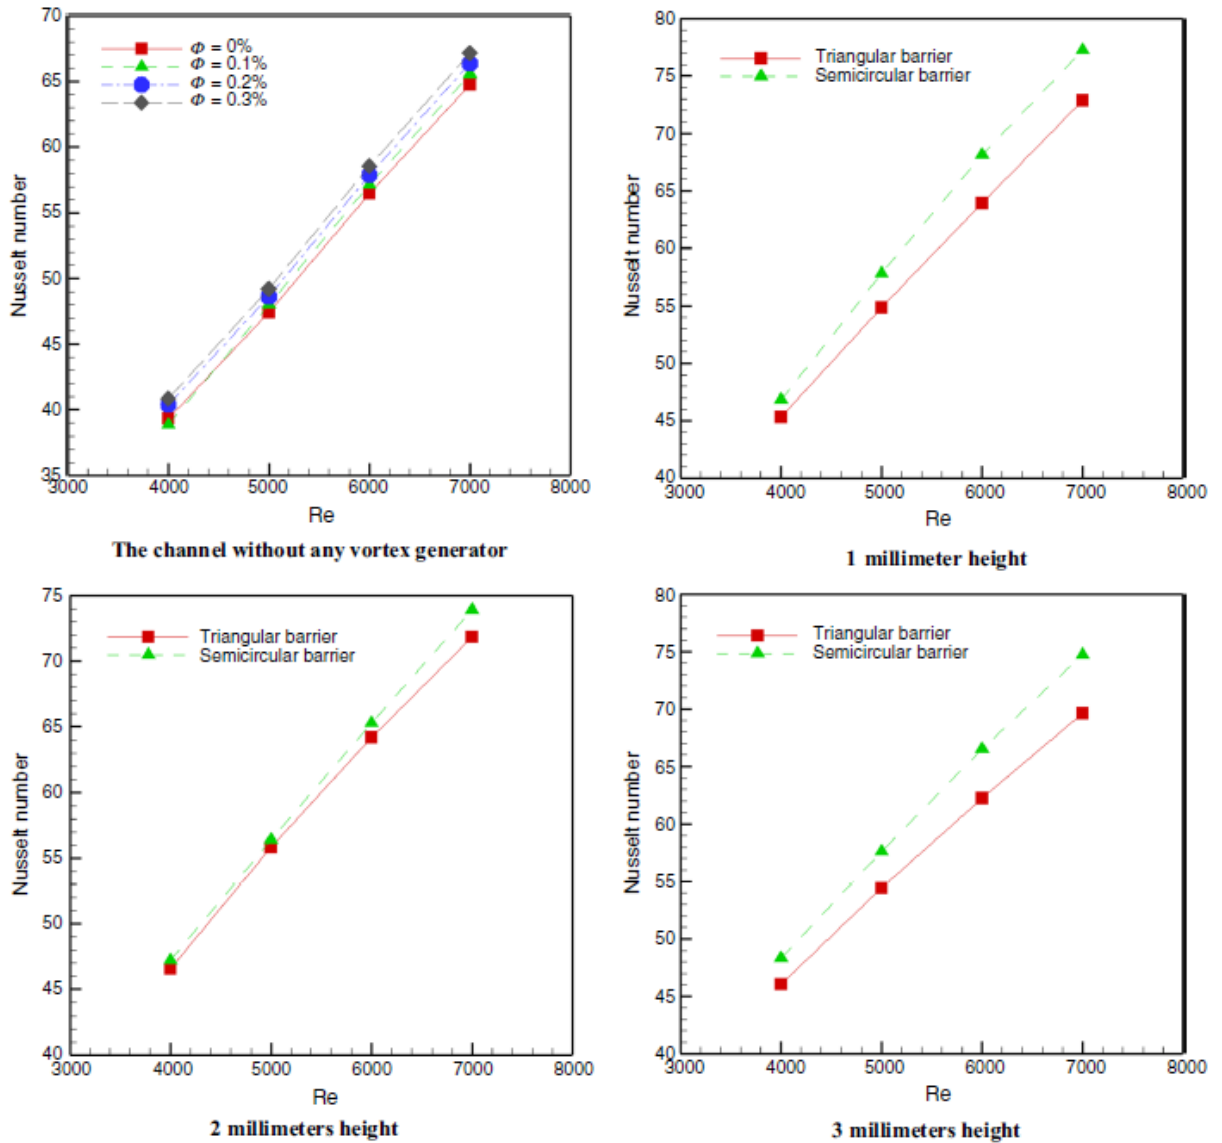 70
65
60
55
50
45
40
35
Nusselt number
Φ = 0%
Φ = 0.1%
Φ = 0.2%
Φ = 0.3%
3000 4000 5000 6000 7000 8000
Re
The channel without any vortex generator
80
75
70
65
60
55
50
45
40
Nusselt number
Triangular barrier
Semicircular barrier
3000 4000 5000 6000 7000 8000
Re
1 millimeter height
75
70
65
60
55
50
45
40
Nusselt number
Triangular barrier
Semicircular barrier
3000 4000 5000 6000 7000 8000
Re
2 millimeters height
80
75
70
65
60
55
50
45
40
Nusselt number
Triangular barrier
Semicircular barrier
3000 4000 5000 6000 7000 8000
Re
3 millimeters height